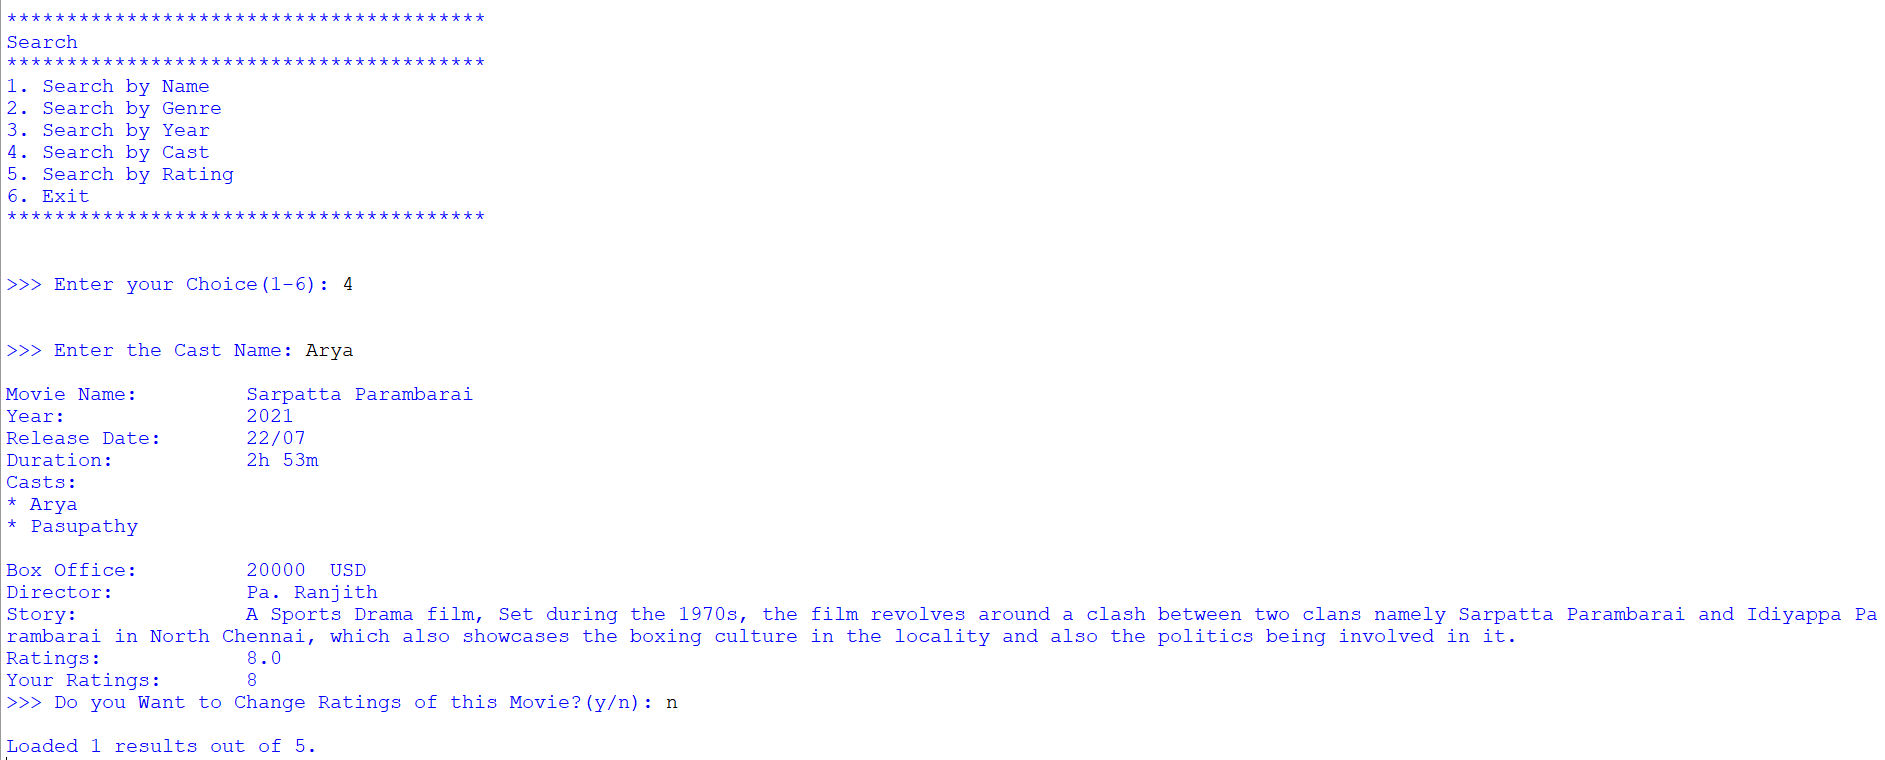 ****************************************
Search
****************************************
1. Search by Name
2. Search by Genre
3. Search by Year
4. Search by Cast
5. Search by Rating
6. Exit
****************************************
>>> Enter your Choice(1-6): 4
>>> Enter the Cast Name: Arya
Movie Name:         Sarpatta Parambarai
Year:               2021
Release Date:       22/07
Duration:           2h 53m
Casts:
* Arya
* Pasupathy
Box Office:         20000  USD
Director:           Pa. Ranjith
Story:              A Sports Drama film, Set during the 1970s, the film revolves around a clash between two clans namely Sarpatta Parambarai and Idiyappa Pa
rambarai in North Chennai, which also showcases the boxing culture in the locality and also the politics being involved in it.
Ratings:            8.0
Your Ratings:       8
>>> Do you Want to Change Ratings of this Movie?(y/n): n
Loaded 1 results out of 5.